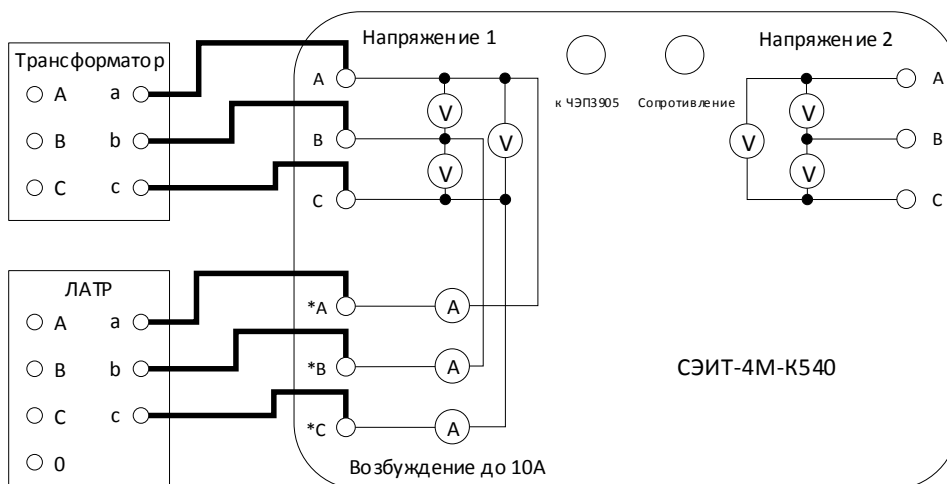 Напряжение 1
Напряжение 2
к ЧЭП3905
Сопротивление
Трансформатор
A a
B b
C c
A
B
C
V
V
V
V
V
V
A
B
C
ЛАТР
A a
B b
C c
0
*A
*B
*C
A
A
A
СЭИТ-4М-К540
Возбуждение до 10А